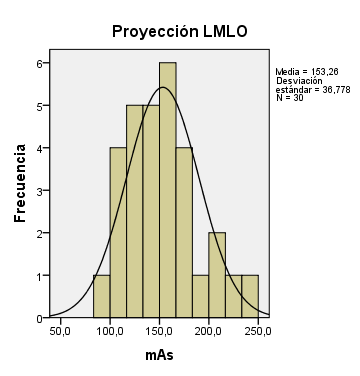 Proyección LMLO
Media = 153,26
Desviación
estándar = 36,778
N = 30
Frecuencia
6
5
4
3
2
1
0
50,0 100,0 150,0 200,0 250,0
mAs